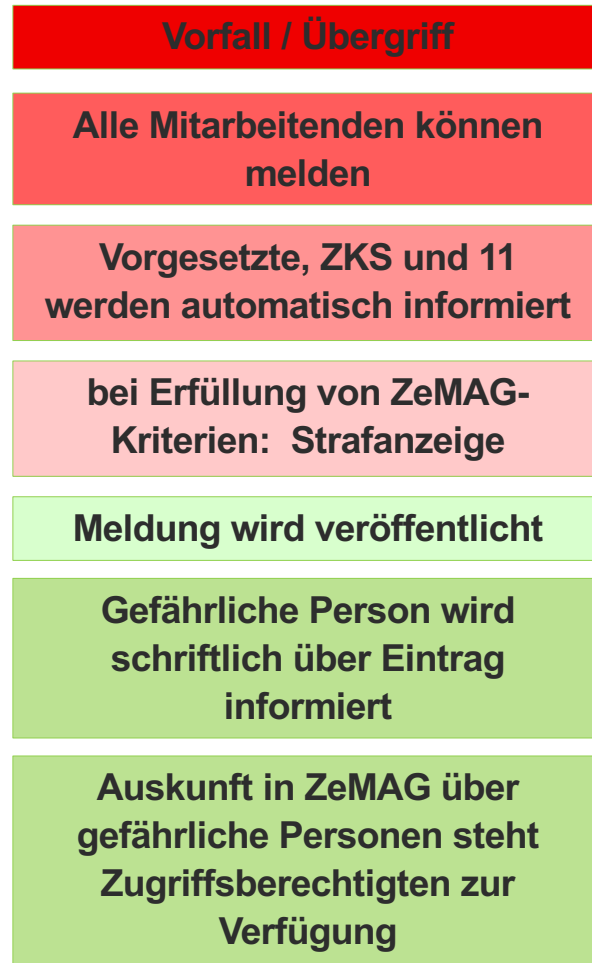 Vorfall / Übergriff
Alle Mitarbeitenden können
melden
Vorgesetzte, ZKS und 11
werden automatisch informiert
bei Erfüllung von ZeMAG-
Kriterien: Strafanzeige
Meldung wird veröffentlicht
Gefährliche Person wird
schriftlich über Eintrag
informiert
Auskunft in ZeMAG über
gefährliche Personen steht
Zugriffsberechtigten zur
Verfügung